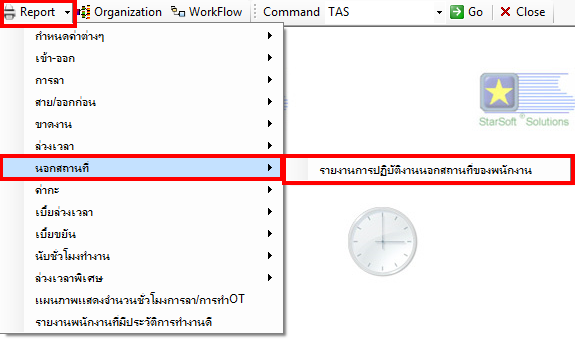 Report Organization WorkFlow Command TAS Go Close
กำหนดค่าต่างๆ
เข้า-ออก
การลา
สาย/ออกก่อน
ขาดงาน
ล่วงเวลา
นอกสถานที่
รายงานการปฏิบัติงานนอกสถานที่ของพนักงาน
ค่ากะ
เบี้ยล่วงเวลา
เบี้ยขยัน
นับชั่วโมงทำงาน
ล่วงเวลาพิเศษ
แผนภาพแสดงจำนวนชั่วโมงการลา/การทำOT
รายงานพนักงานที่มีประวัติการทำงานดี
StarSoft® Solutions